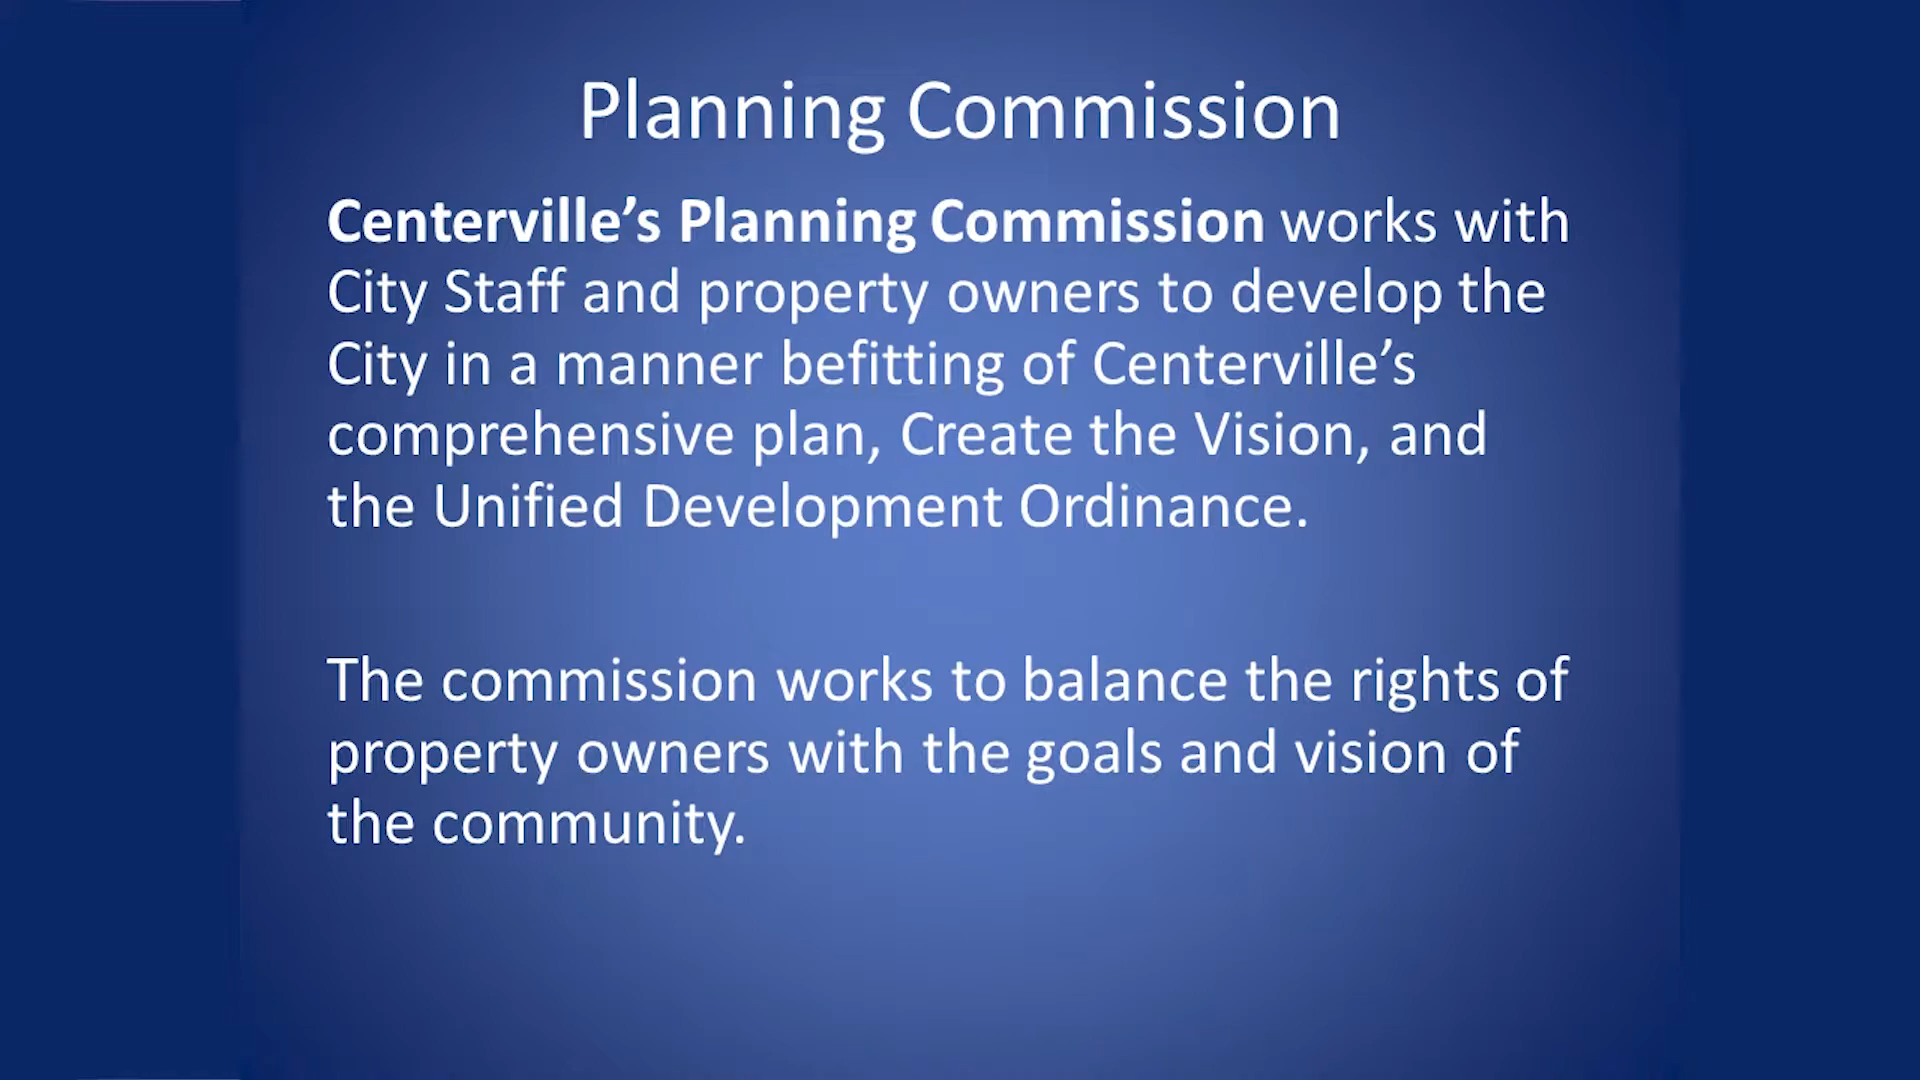 Planning Commission
Centerville’s Planning Commission works with
City Staff and property owners to develop the
City in a manner befitting of Centerville’s
comprehensive plan, Create the Vision, and
the Unified Development Ordinance.
The commission works to balance the rights of
property owners with the goals and vision of
the community.